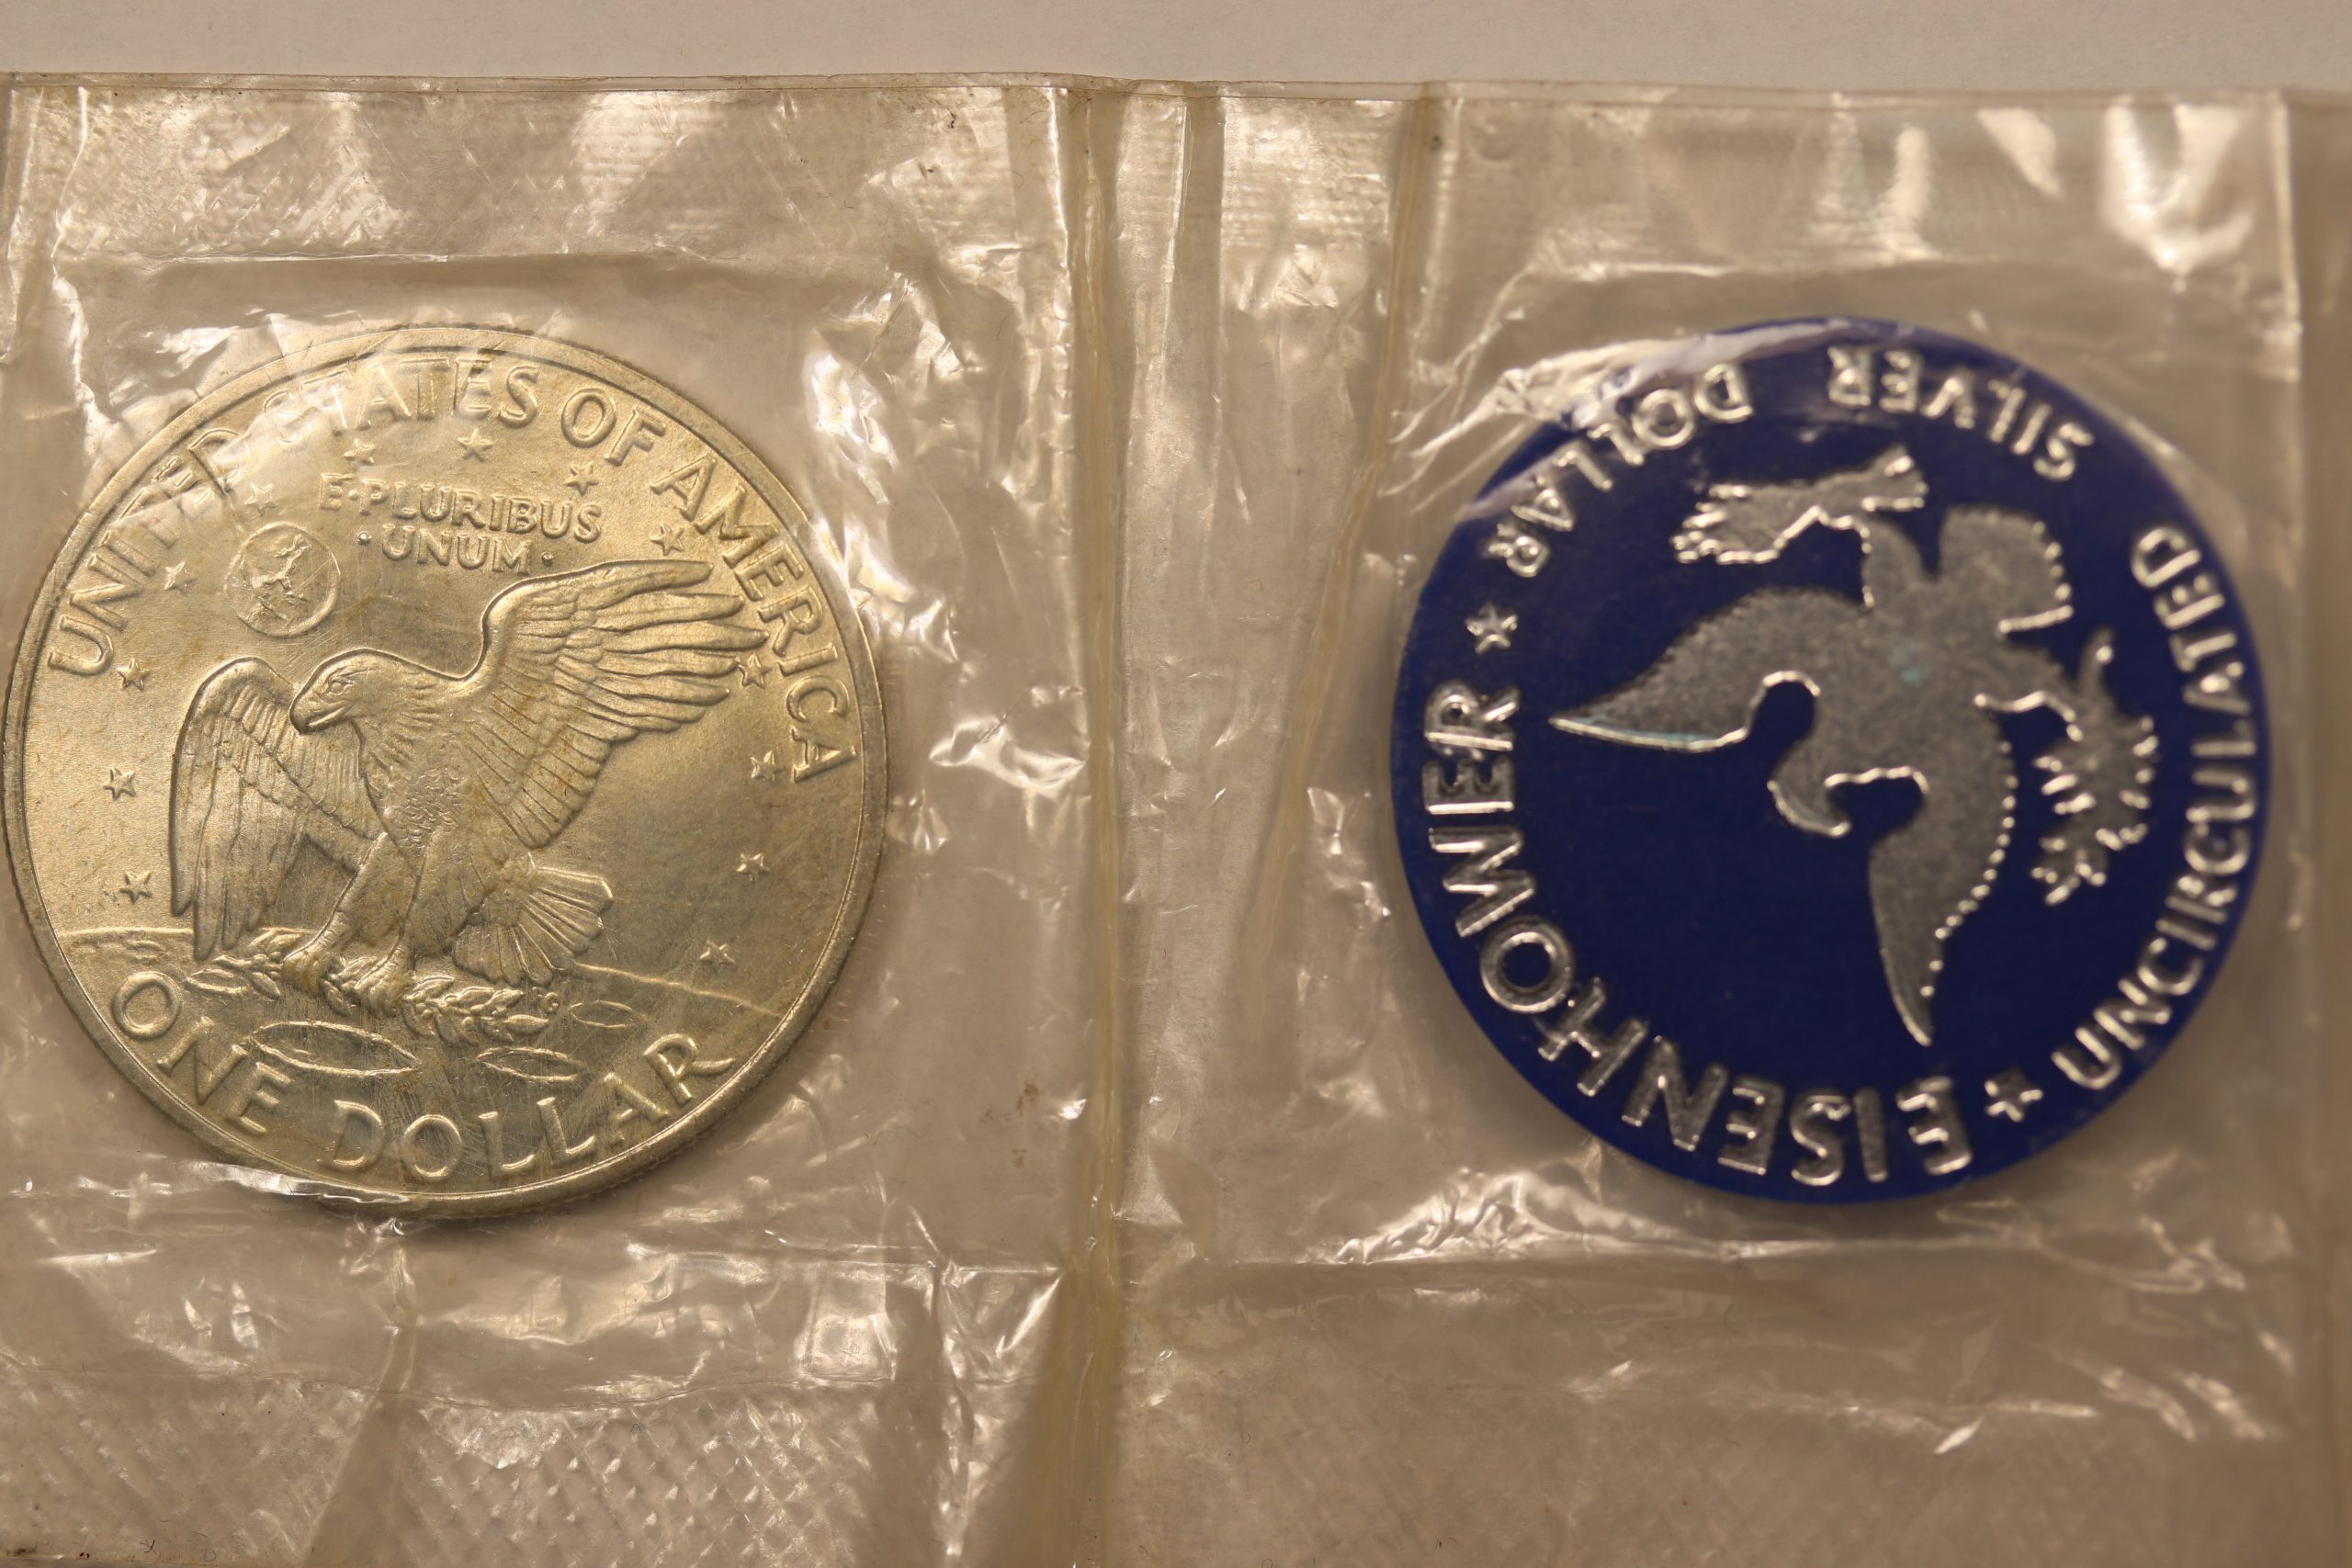 UNITED STATES OF AMERICA
E·PLURIBUS
·UNUM·
ONE DOLLAR
EISENHOWER ★ SILVER DOLLAR
UNCIRCULATED ★